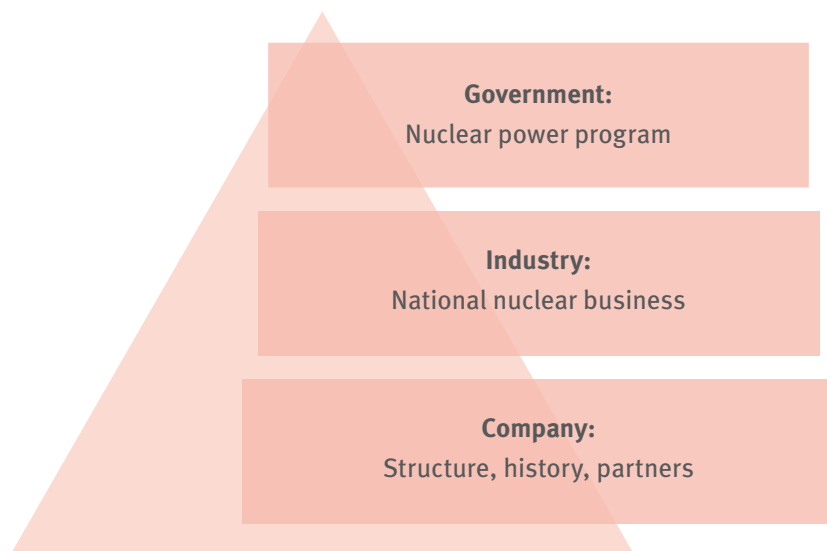 Government:
Nuclear power program
Industry:
National nuclear business
Company:
Structure, history, partners